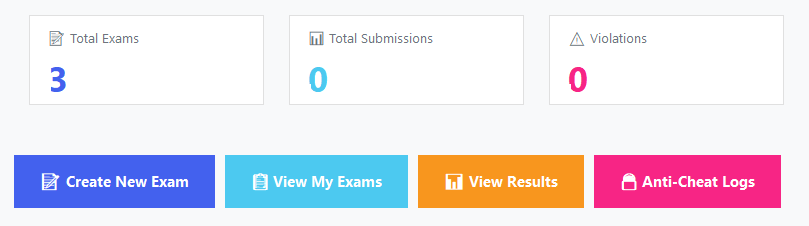 Total Exams
3
Total Submissions
0
Violations
0
Create New Exam
View My Exams
View Results
Anti-Cheat Logs